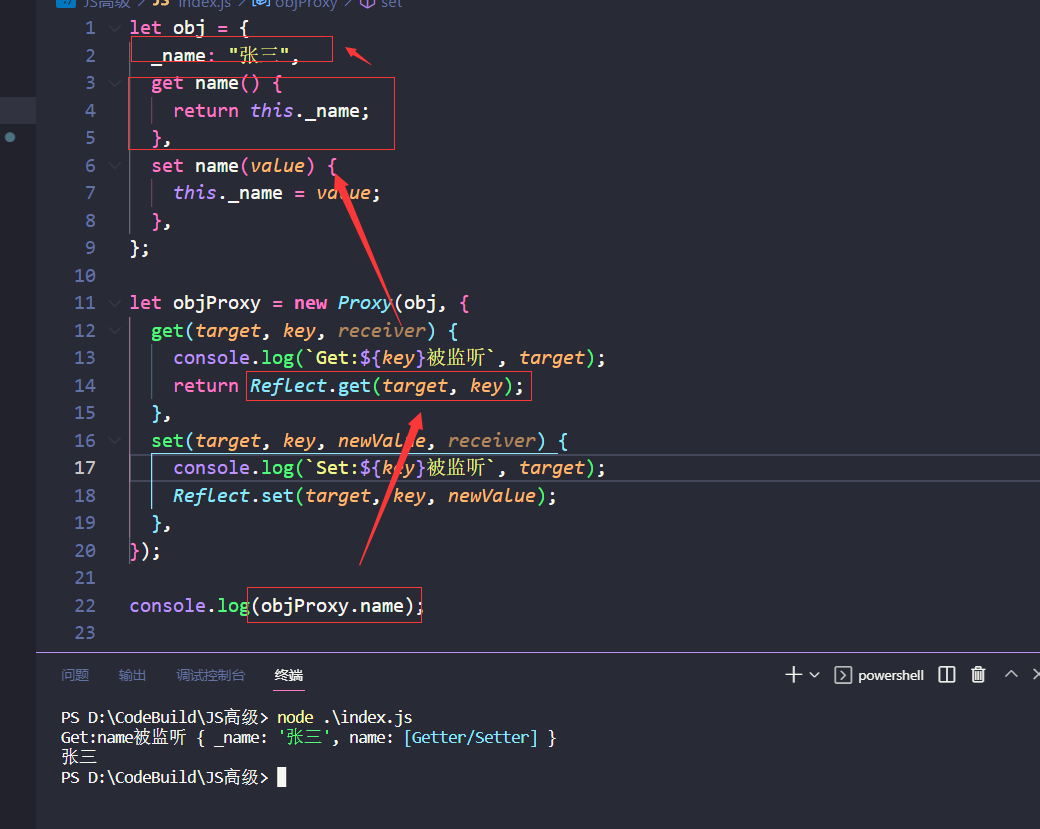 JS高级 > JS index.js > objProxy > set
1 let obj = {
2 _name: "张三",
3 get name() {
4 return this._name;
5 },
6 set name(value) {
7 this._name = value;
8 },
9 };
10
11 let objProxy = new Proxy(obj, {
12 get(target, key, receiver) {
13 console.log(`Get:${key}被监听`, target);
14 return Reflect.get(target, key);
15 },
16 set(target, key, newValue, receiver) {
17 console.log(`Set:${key}被监听`, target);
18 Reflect.set(target, key, newValue);
19 },
20 });
21
22 console.log(objProxy.name);
23
问题 输出 调试控制台 终端 powershell
PS D:\CodeBuild\JS高级> node .\index.js
Get:name被监听 { _name: '张三', name: [Getter/Setter] }
张三
PS D:\CodeBuild\JS高级>